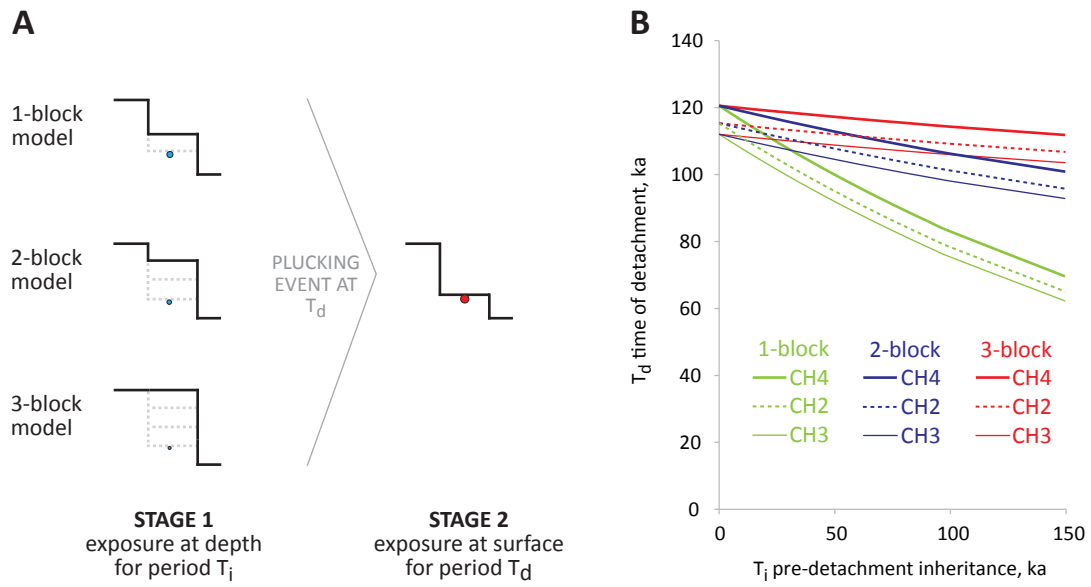 A
1-block
model
2-block
model
3-block
model
PLUCKING
EVENT AT
Td
STAGE 1
exposure at depth
for period Ti
STAGE 2
exposure at surface
for period Td
B
Td time of detachment, ka
140
120
100
80
60
40
20
0
1-block 2-block 3-block
CH4 CH4 CH4
CH2 CH2 CH2
CH3 CH3 CH3
0 50 100 150
Ti pre-detachment inheritance, ka